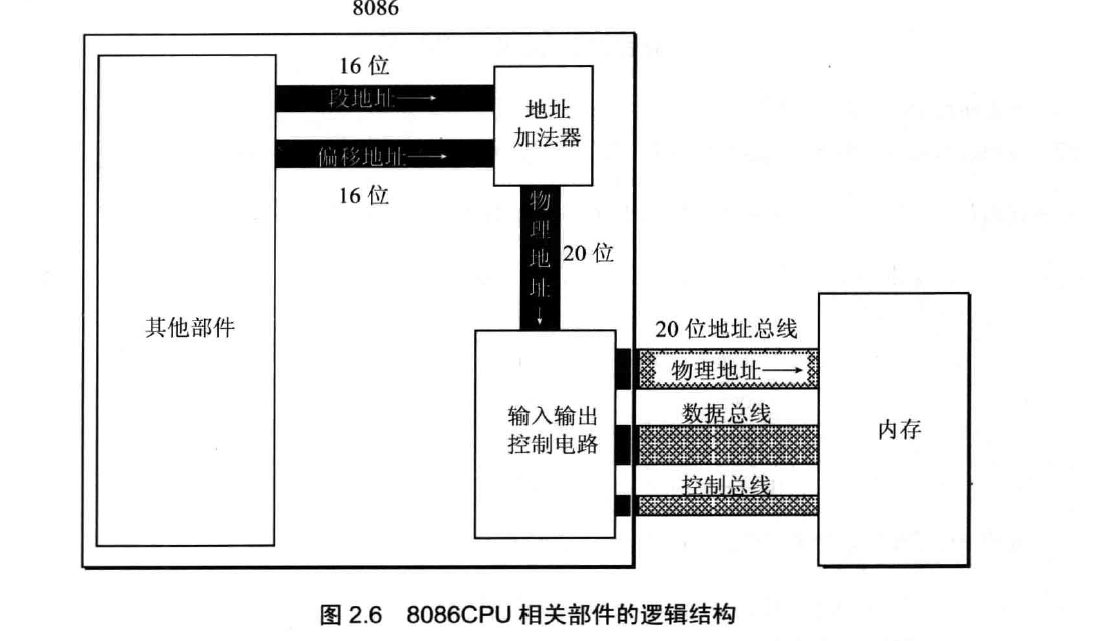 8086
16 位
段地址
地址
加法器
偏移地址
16 位
物
理
地
址
20 位
其他部件
20 位地址总线
物理地址
输入输出
控制电路
数据总线
内存
控制总线
图 2.6 8086CPU 相关部件的逻辑结构